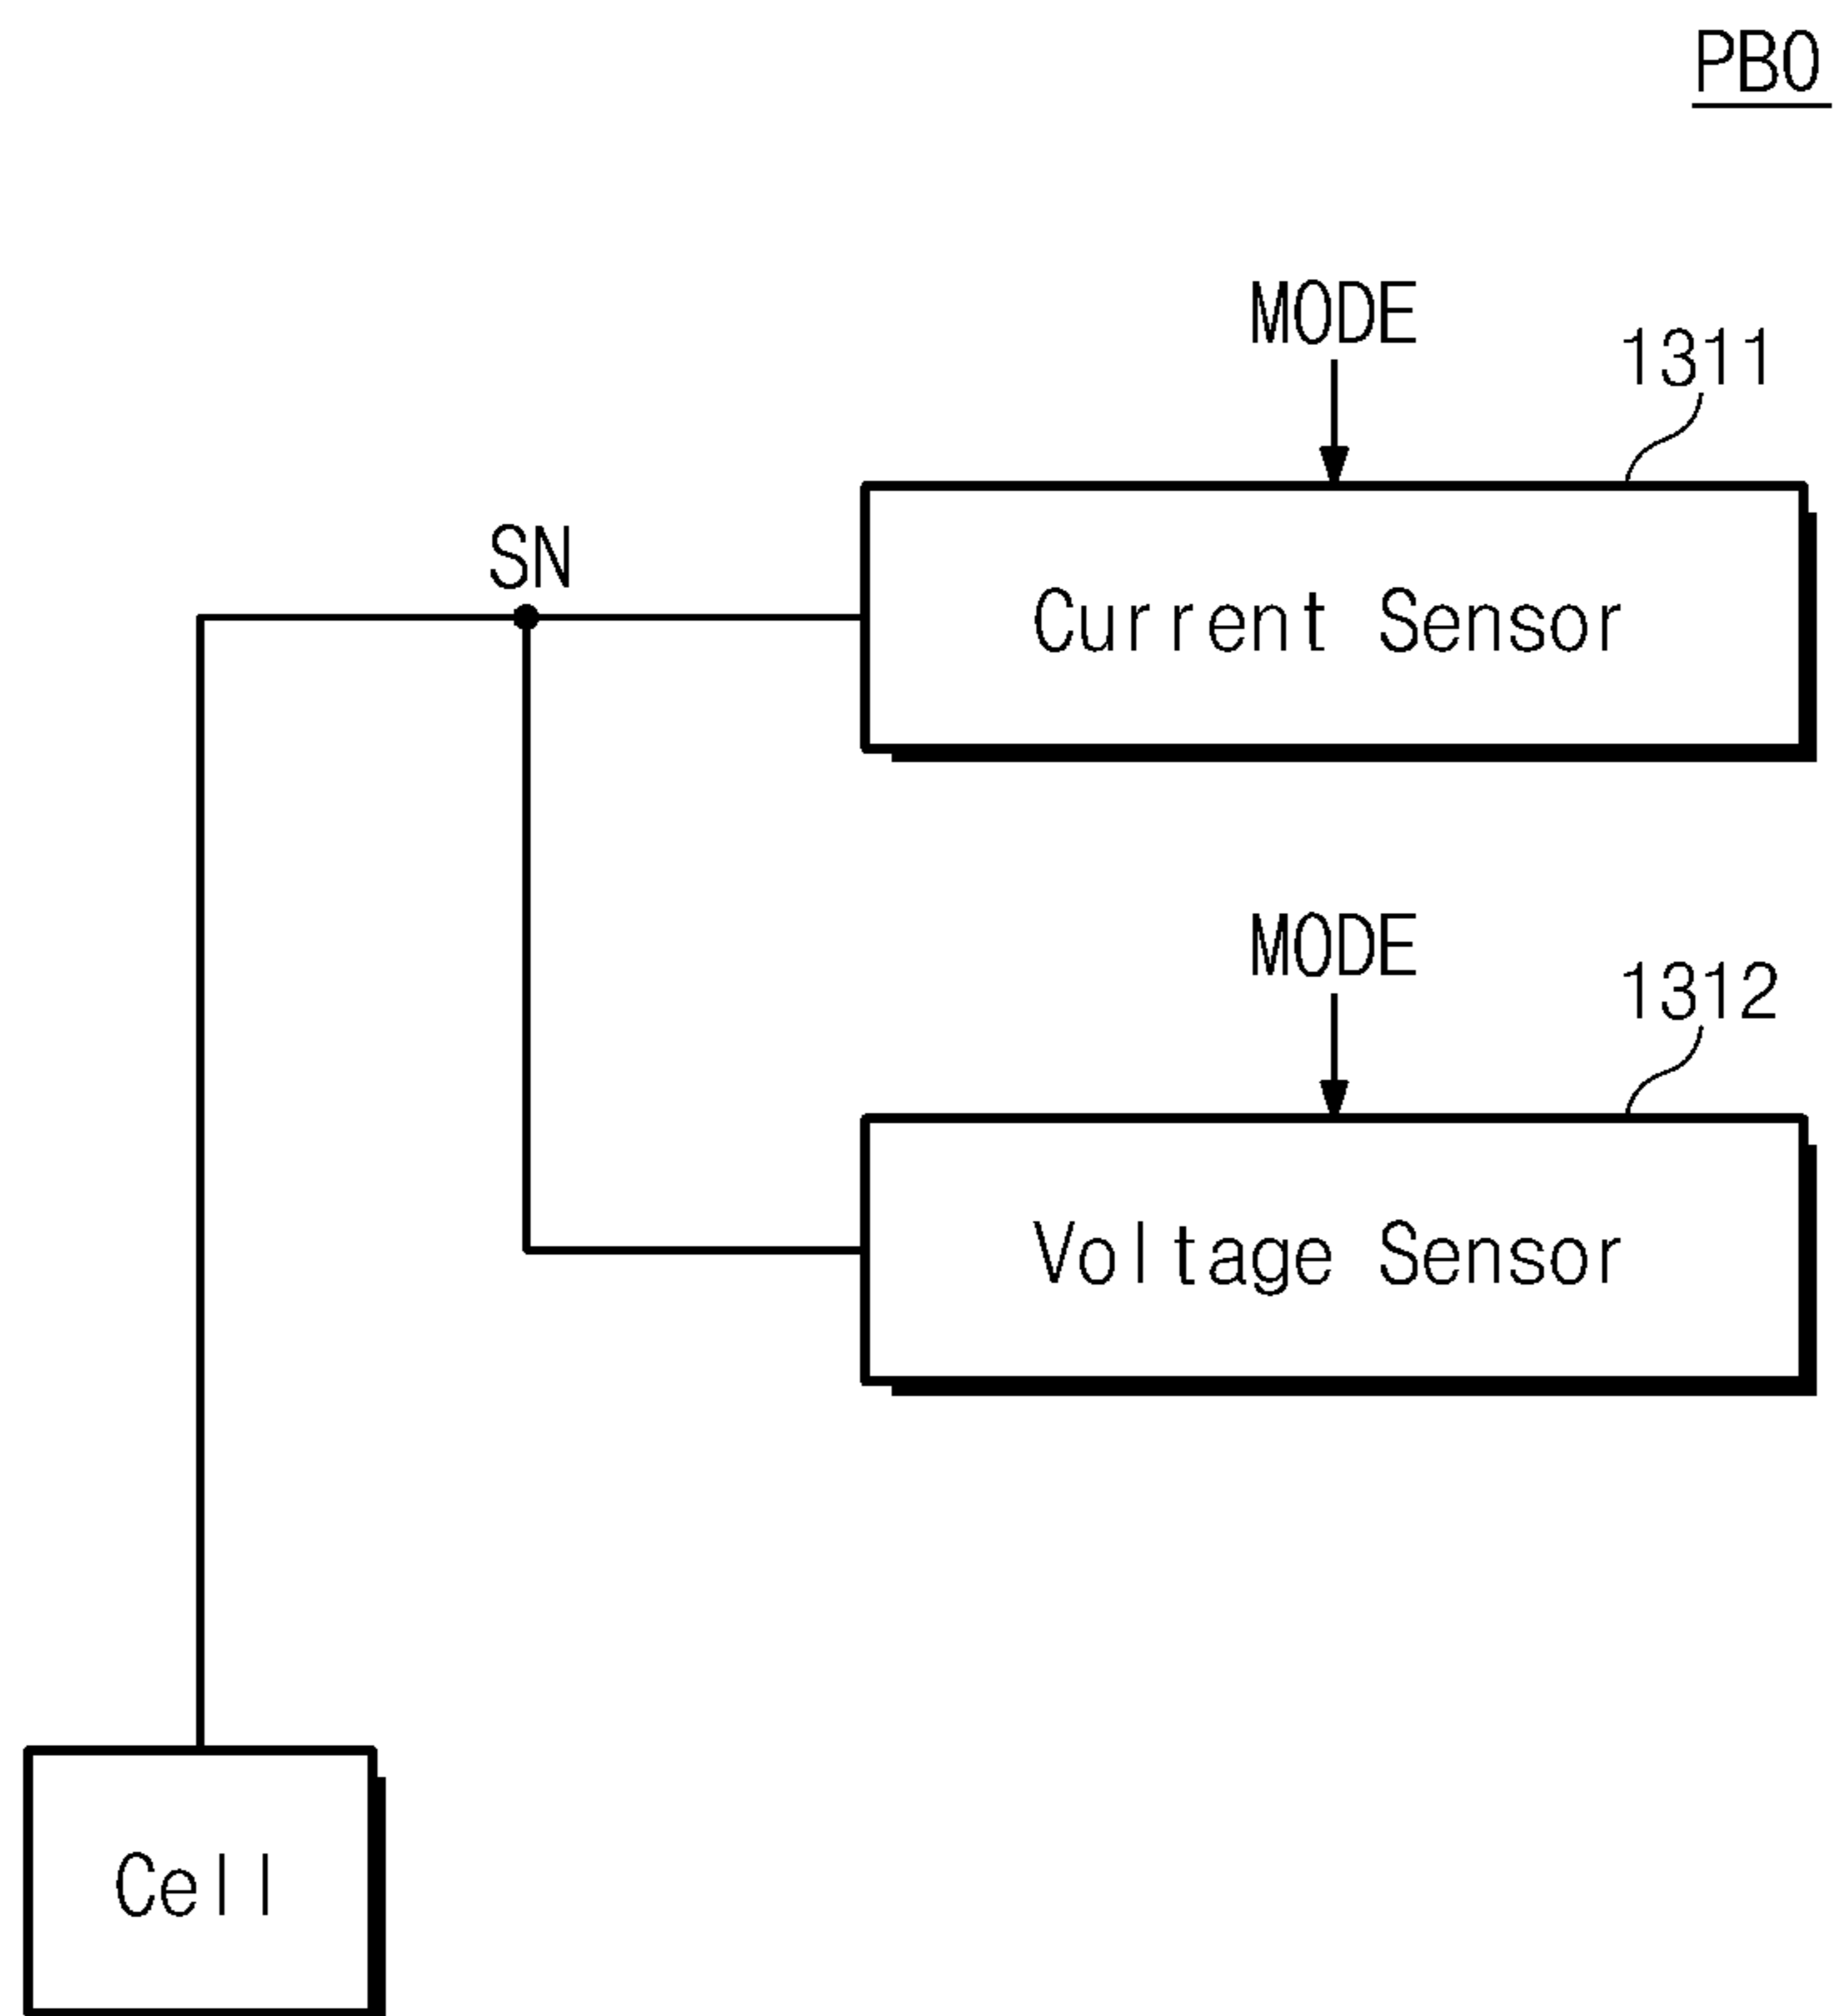 PB0
MODE
1311
SN
Current Sensor
MODE
1312
Voltage Sensor
Cell